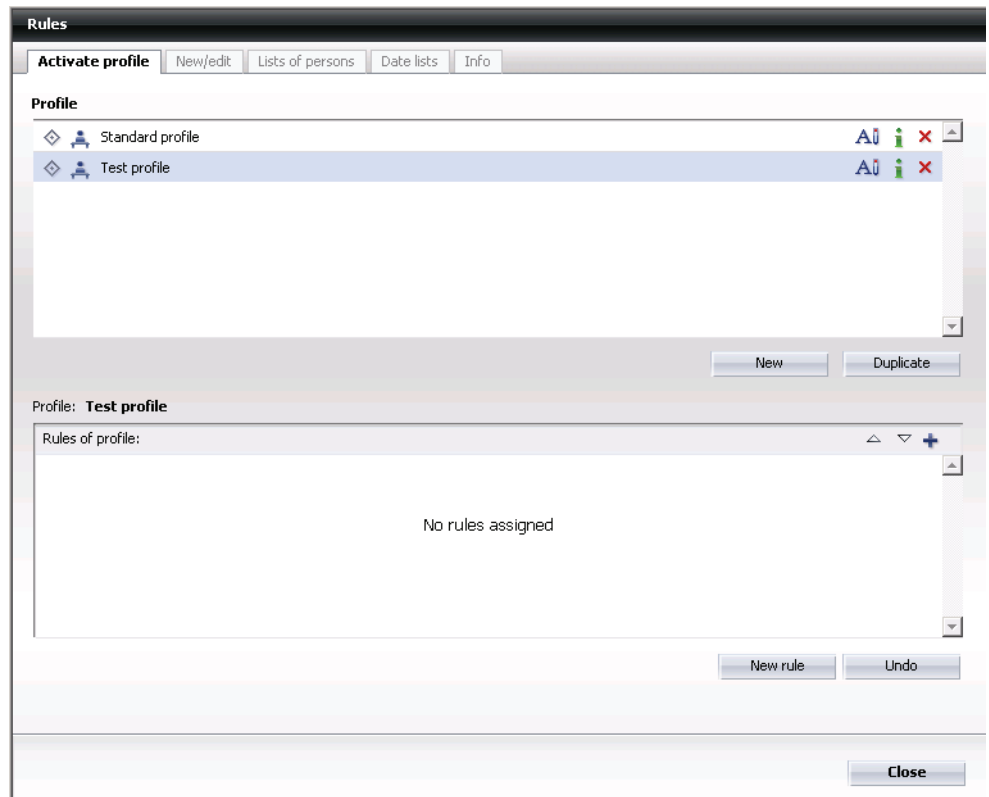 Rules
Activate profile New/edit Lists of persons Date lists Info
Profile
Standard profile
Test profile
New Duplicate
Profile: Test profile
Rules of profile:
No rules assigned
New rule Undo
Close